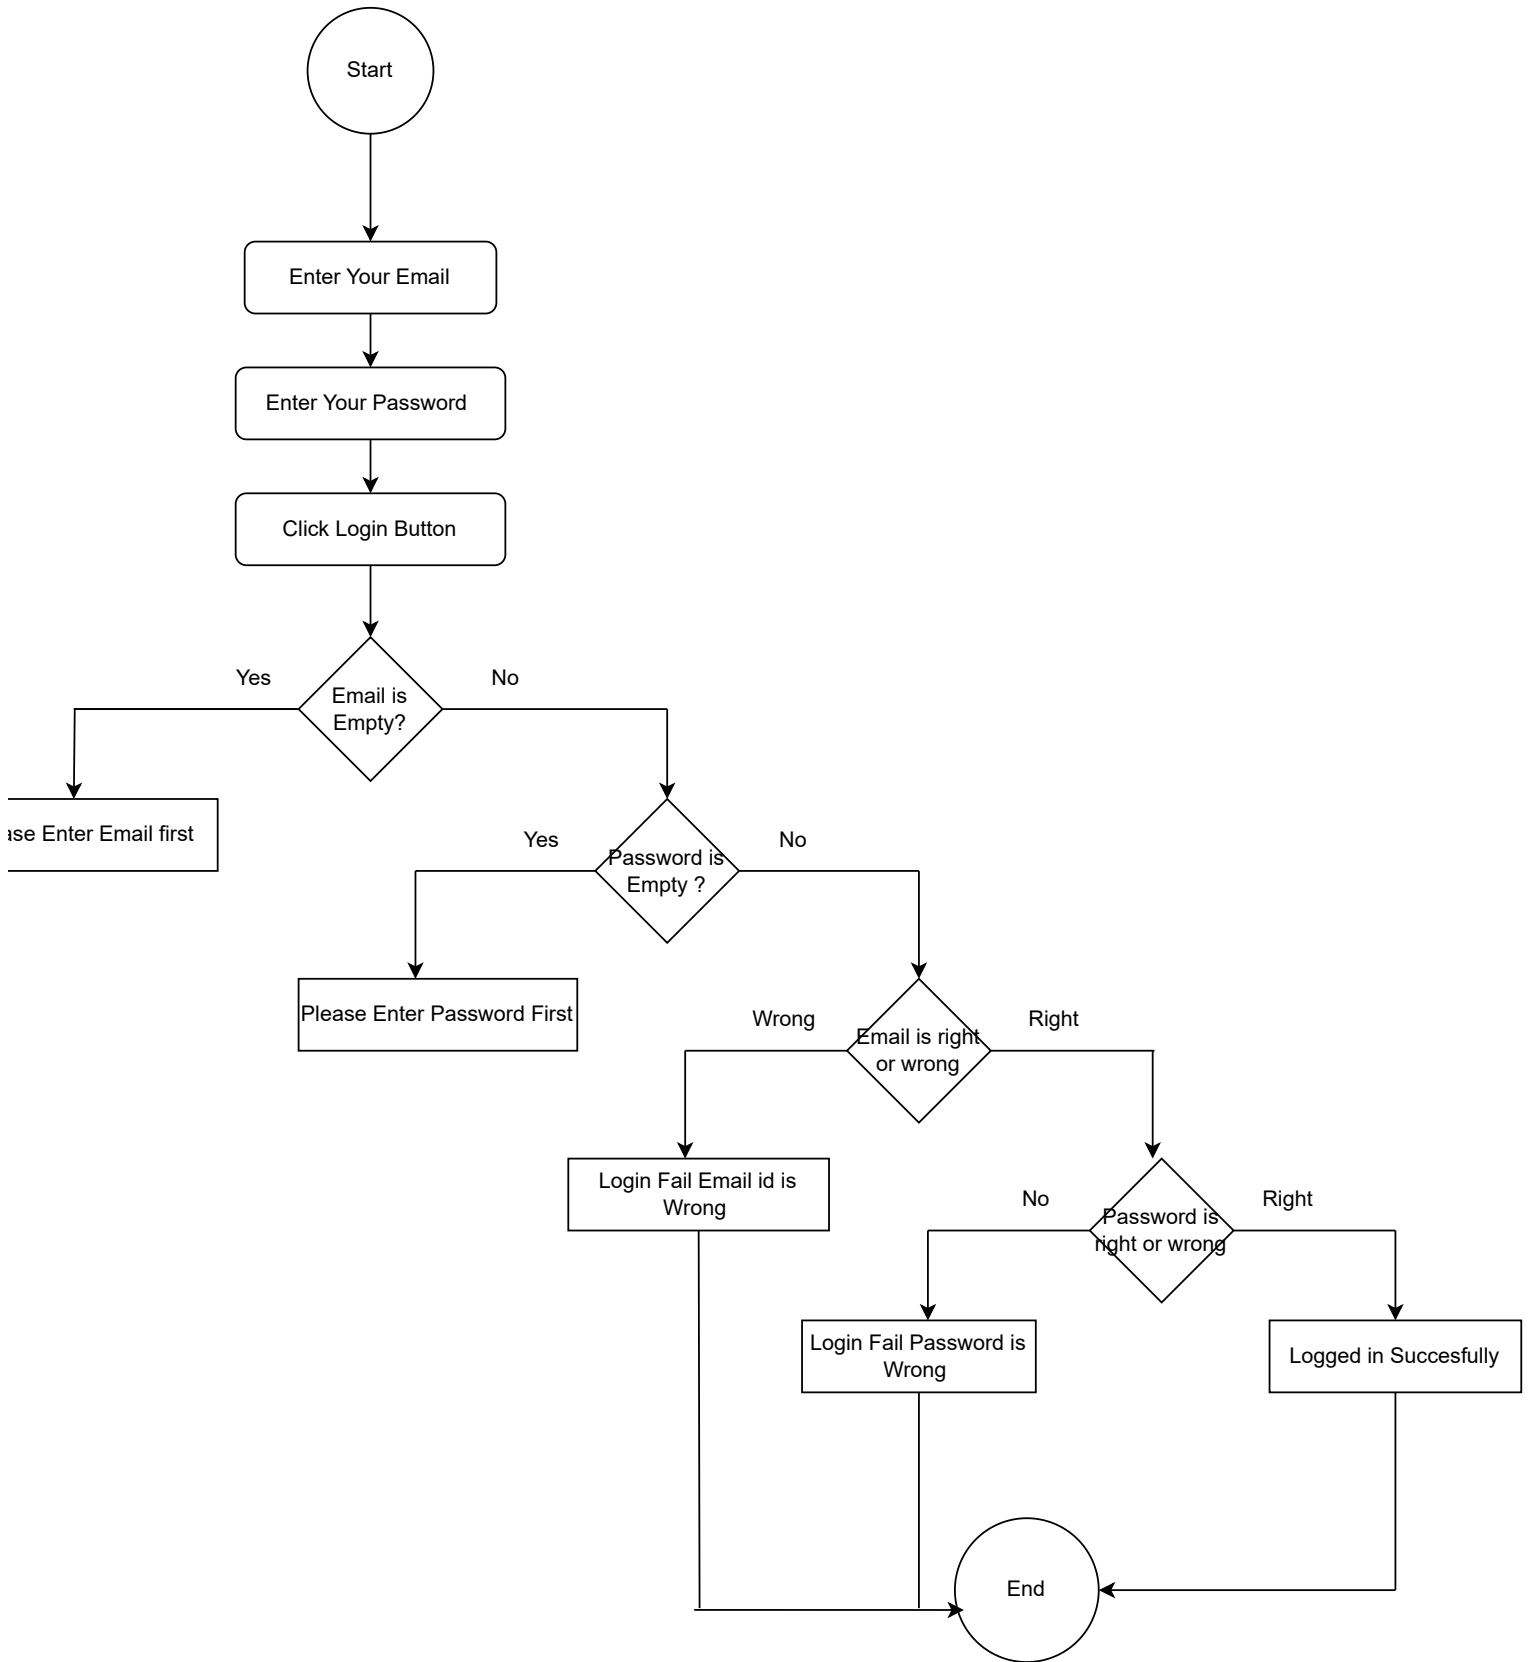 Start
Enter Your Email
Enter Your Password
Click Login Button
Yes
No
Email is
Empty?
ase Enter Email first
Yes
No
Password is
Empty ?
Please Enter Password First
Wrong
Right
Email is right
or wrong
Login Fail Email id is
Wrong
No
Right
Password is
right or wrong
Login Fail Password is
Wrong
Logged in Succesfully
End